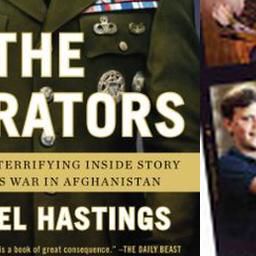 THE
RATORS
TERRIFYING INSIDE STORY
S WAR IN AFGHANISTAN
EL HASTINGS
is a book of great consequence." —THE DAILY BEAST